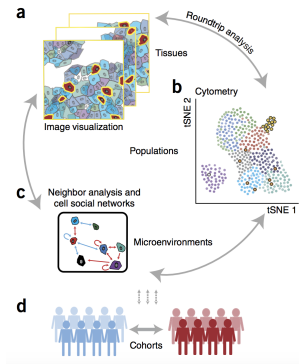 a
Roundtrip analysis
Tissues
Image visualization
b
Cytometry
tSNE 2
Populations
tSNE 1
c
Neighbor analysis and
cell social networks
Microenvironments
d
Cohorts